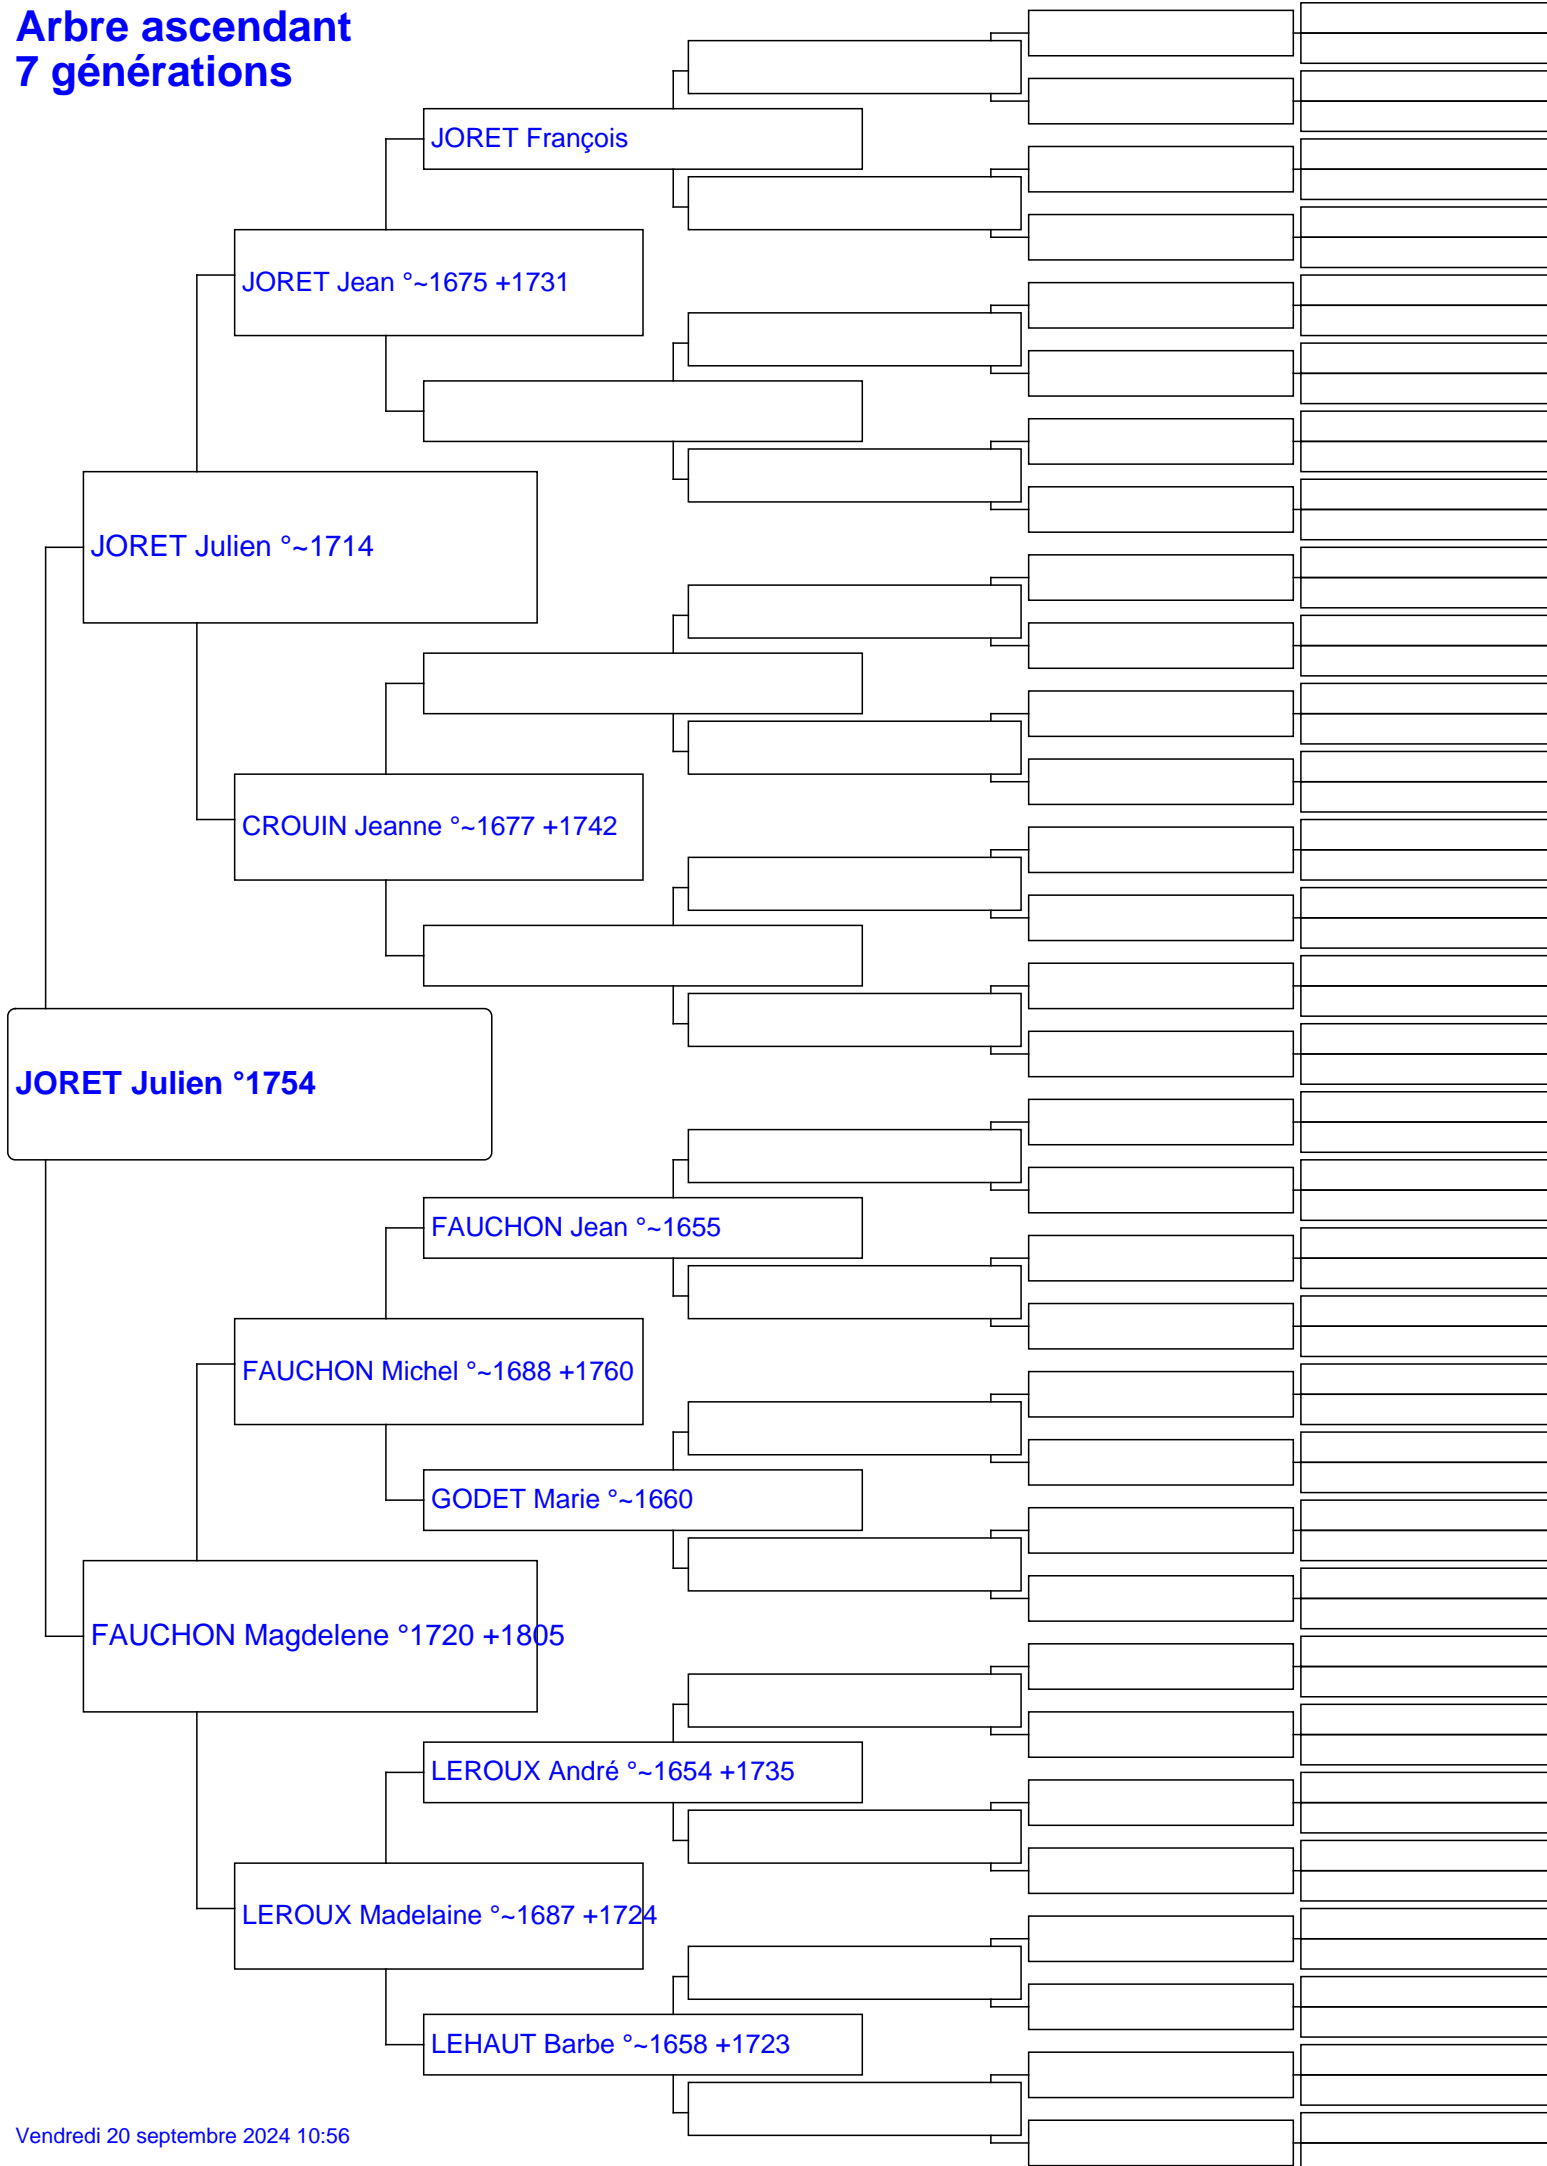 Arbre ascendant
7 générations
JORET François
JORET Jean °~1675 +1731
JORET Julien °~1714
CROUIN Jeanne °~1677 +1742
JORET Julien °1754
FAUCHON Jean °~1655
FAUCHON Michel °~1688 +1760
GODET Marie °~1660
FAUCHON Magdelene °1720 +1805
LEROUX André °~1654 +1735
LEROUX Madelaine °~1687 +1724
LEHAUT Barbe °~1658 +1723
Vendredi 20 septembre 2024 10:56